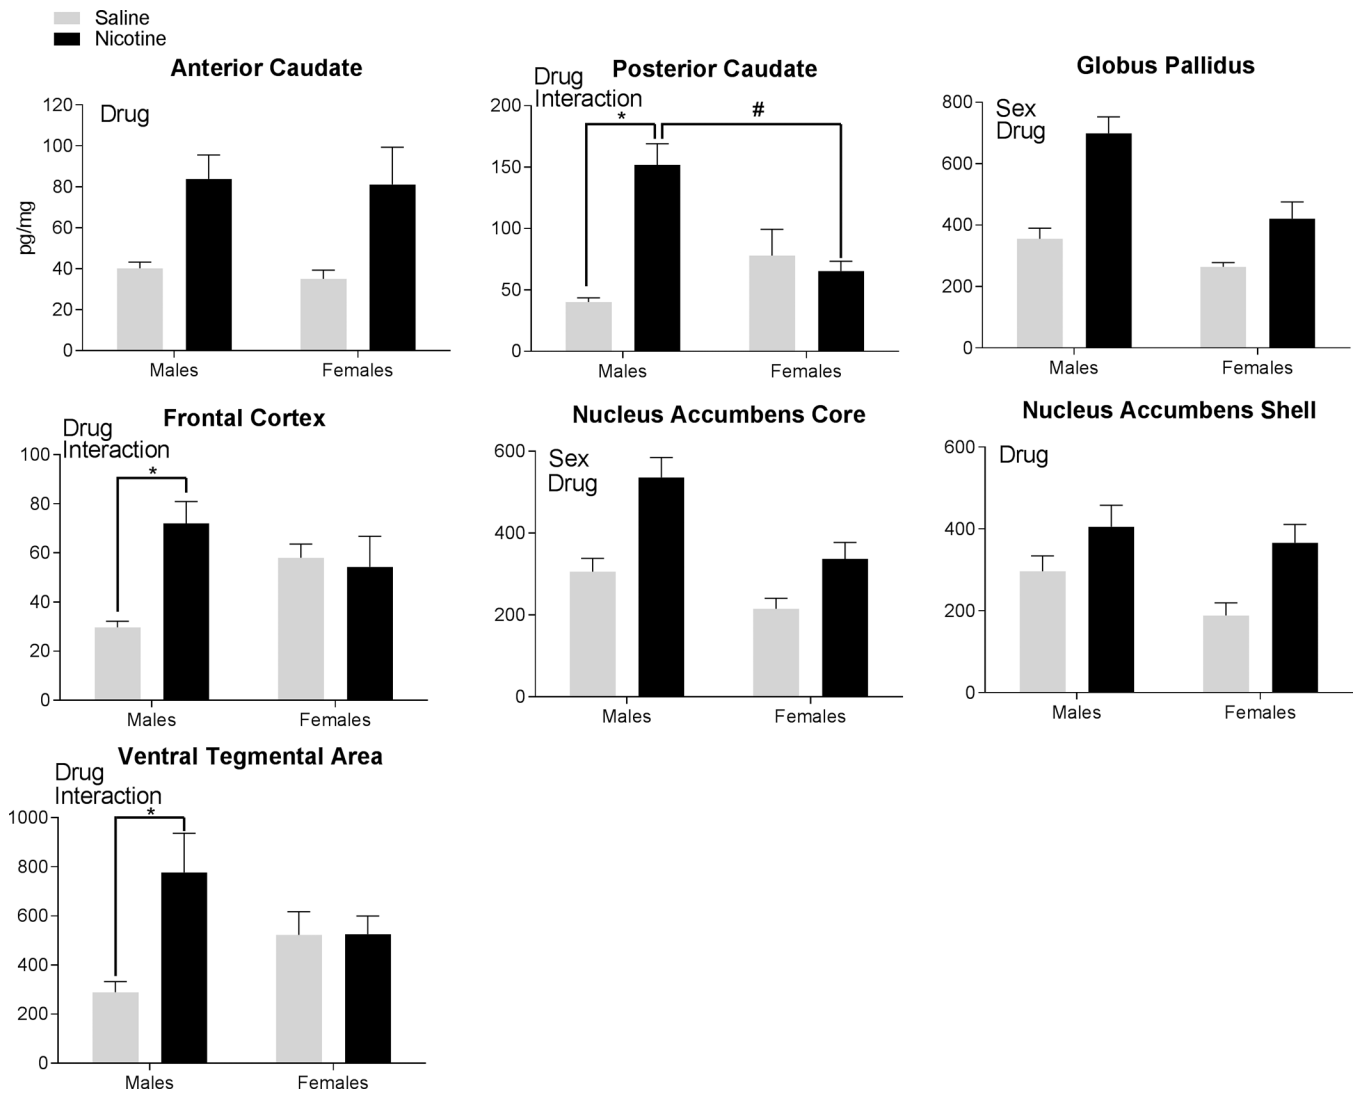 Saline
Nicotine
Anterior Caudate
Drug
pg/mg
120
100
80
60
40
20
0
Males Females
Posterior Caudate
Drug
Interaction
* #
200
150
100
50
0
Males Females
Globus Pallidus
Sex
Drug
800
600
400
200
0
Males Females
Frontal Cortex
Drug
Interaction
*
100
80
60
40
20
0
Males Females
Nucleus Accumbens Core
Sex
Drug
600
400
200
0
Males Females
Nucleus Accumbens Shell
Drug
600
400
200
0
Males Females
Ventral Tegmental Area
Drug
Interaction
*
1000
800
600
400
200
0
Males Females